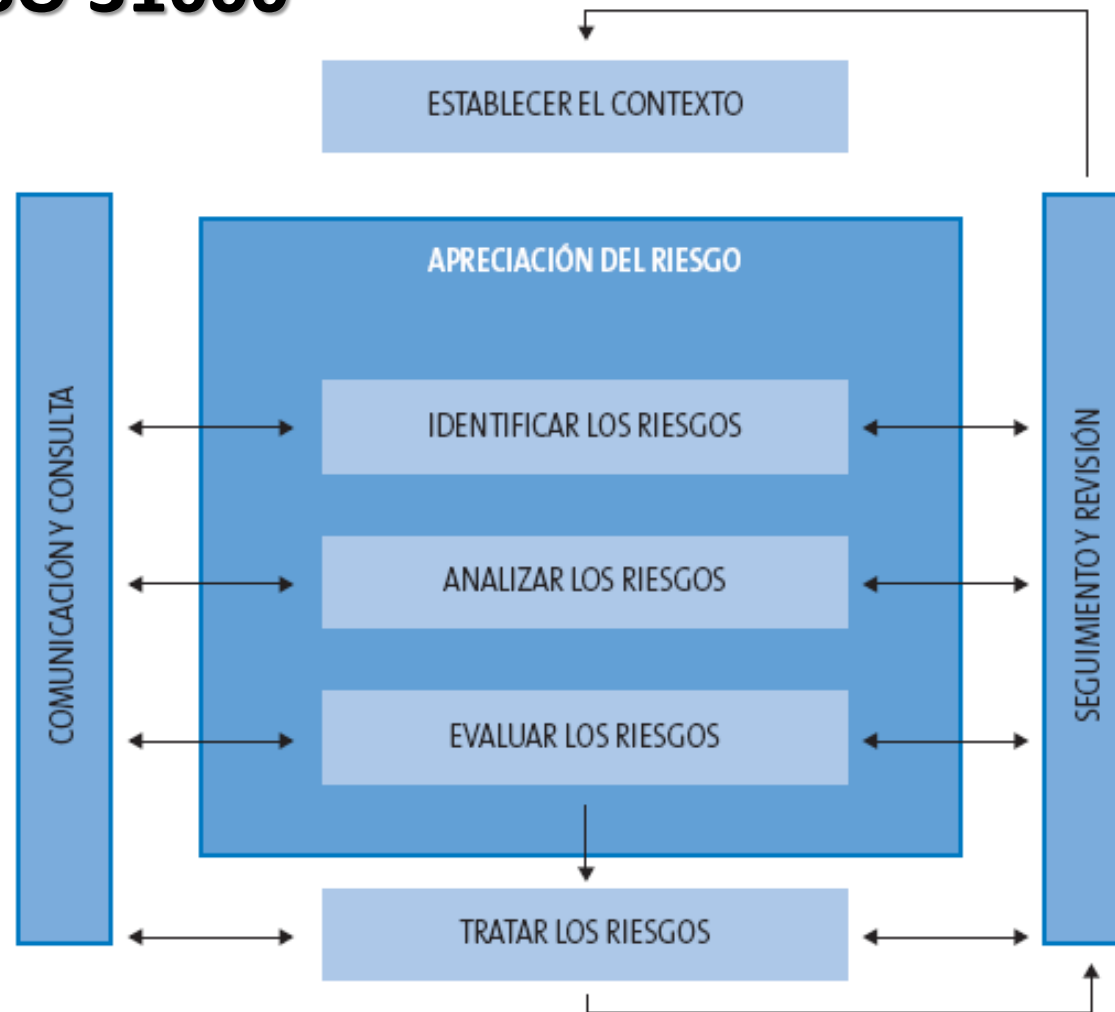 31000
ESTABLECER EL CONTEXTO
APRECIACIÓN DEL RIESGO
COMUNICACIÓN Y CONSULTA
IDENTIFICAR LOS RIESGOS
ANALIZAR LOS RIESGOS
EVALUAR LOS RIESGOS
TRATAR LOS RIESGOS
SEGUIMIENTO Y REVISIÓN